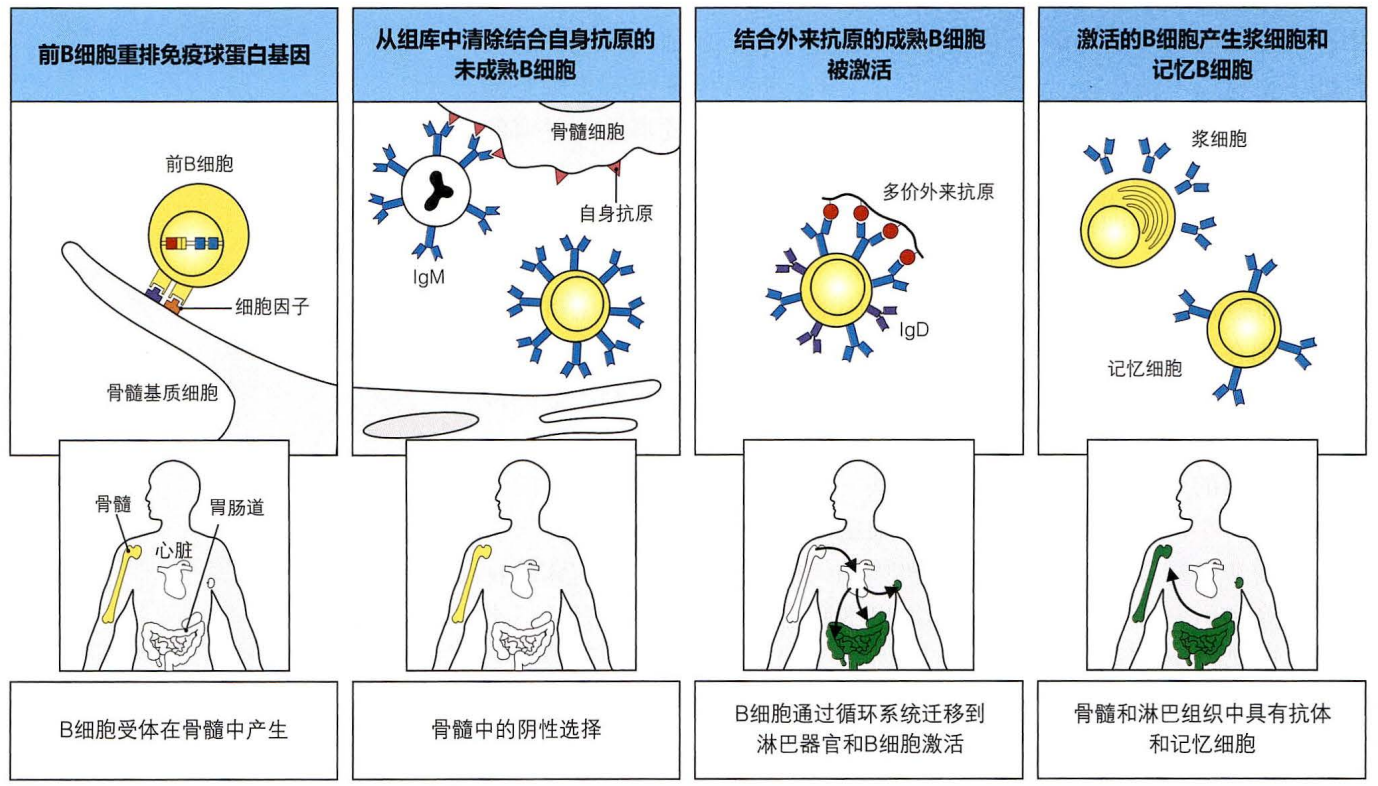 前B细胞重排免疫球蛋白基因
从组库中清除结合自身抗原的
未成熟B细胞
结合外来抗原的成熟B细胞
被激活
激活的B细胞产生浆细胞和
记忆B细胞
前B细胞
细胞因子
骨髓基质细胞
骨髓细胞
自身抗原
IgM
多价外来抗原
IgD
浆细胞
记忆细胞
骨髓
胃肠道
心脏
B细胞受体在骨髓中产生
骨髓中的阴性选择
B细胞通过循环系统迁移到
淋巴器官和B细胞激活
骨髓和淋巴组织中具有抗体
和记忆细胞